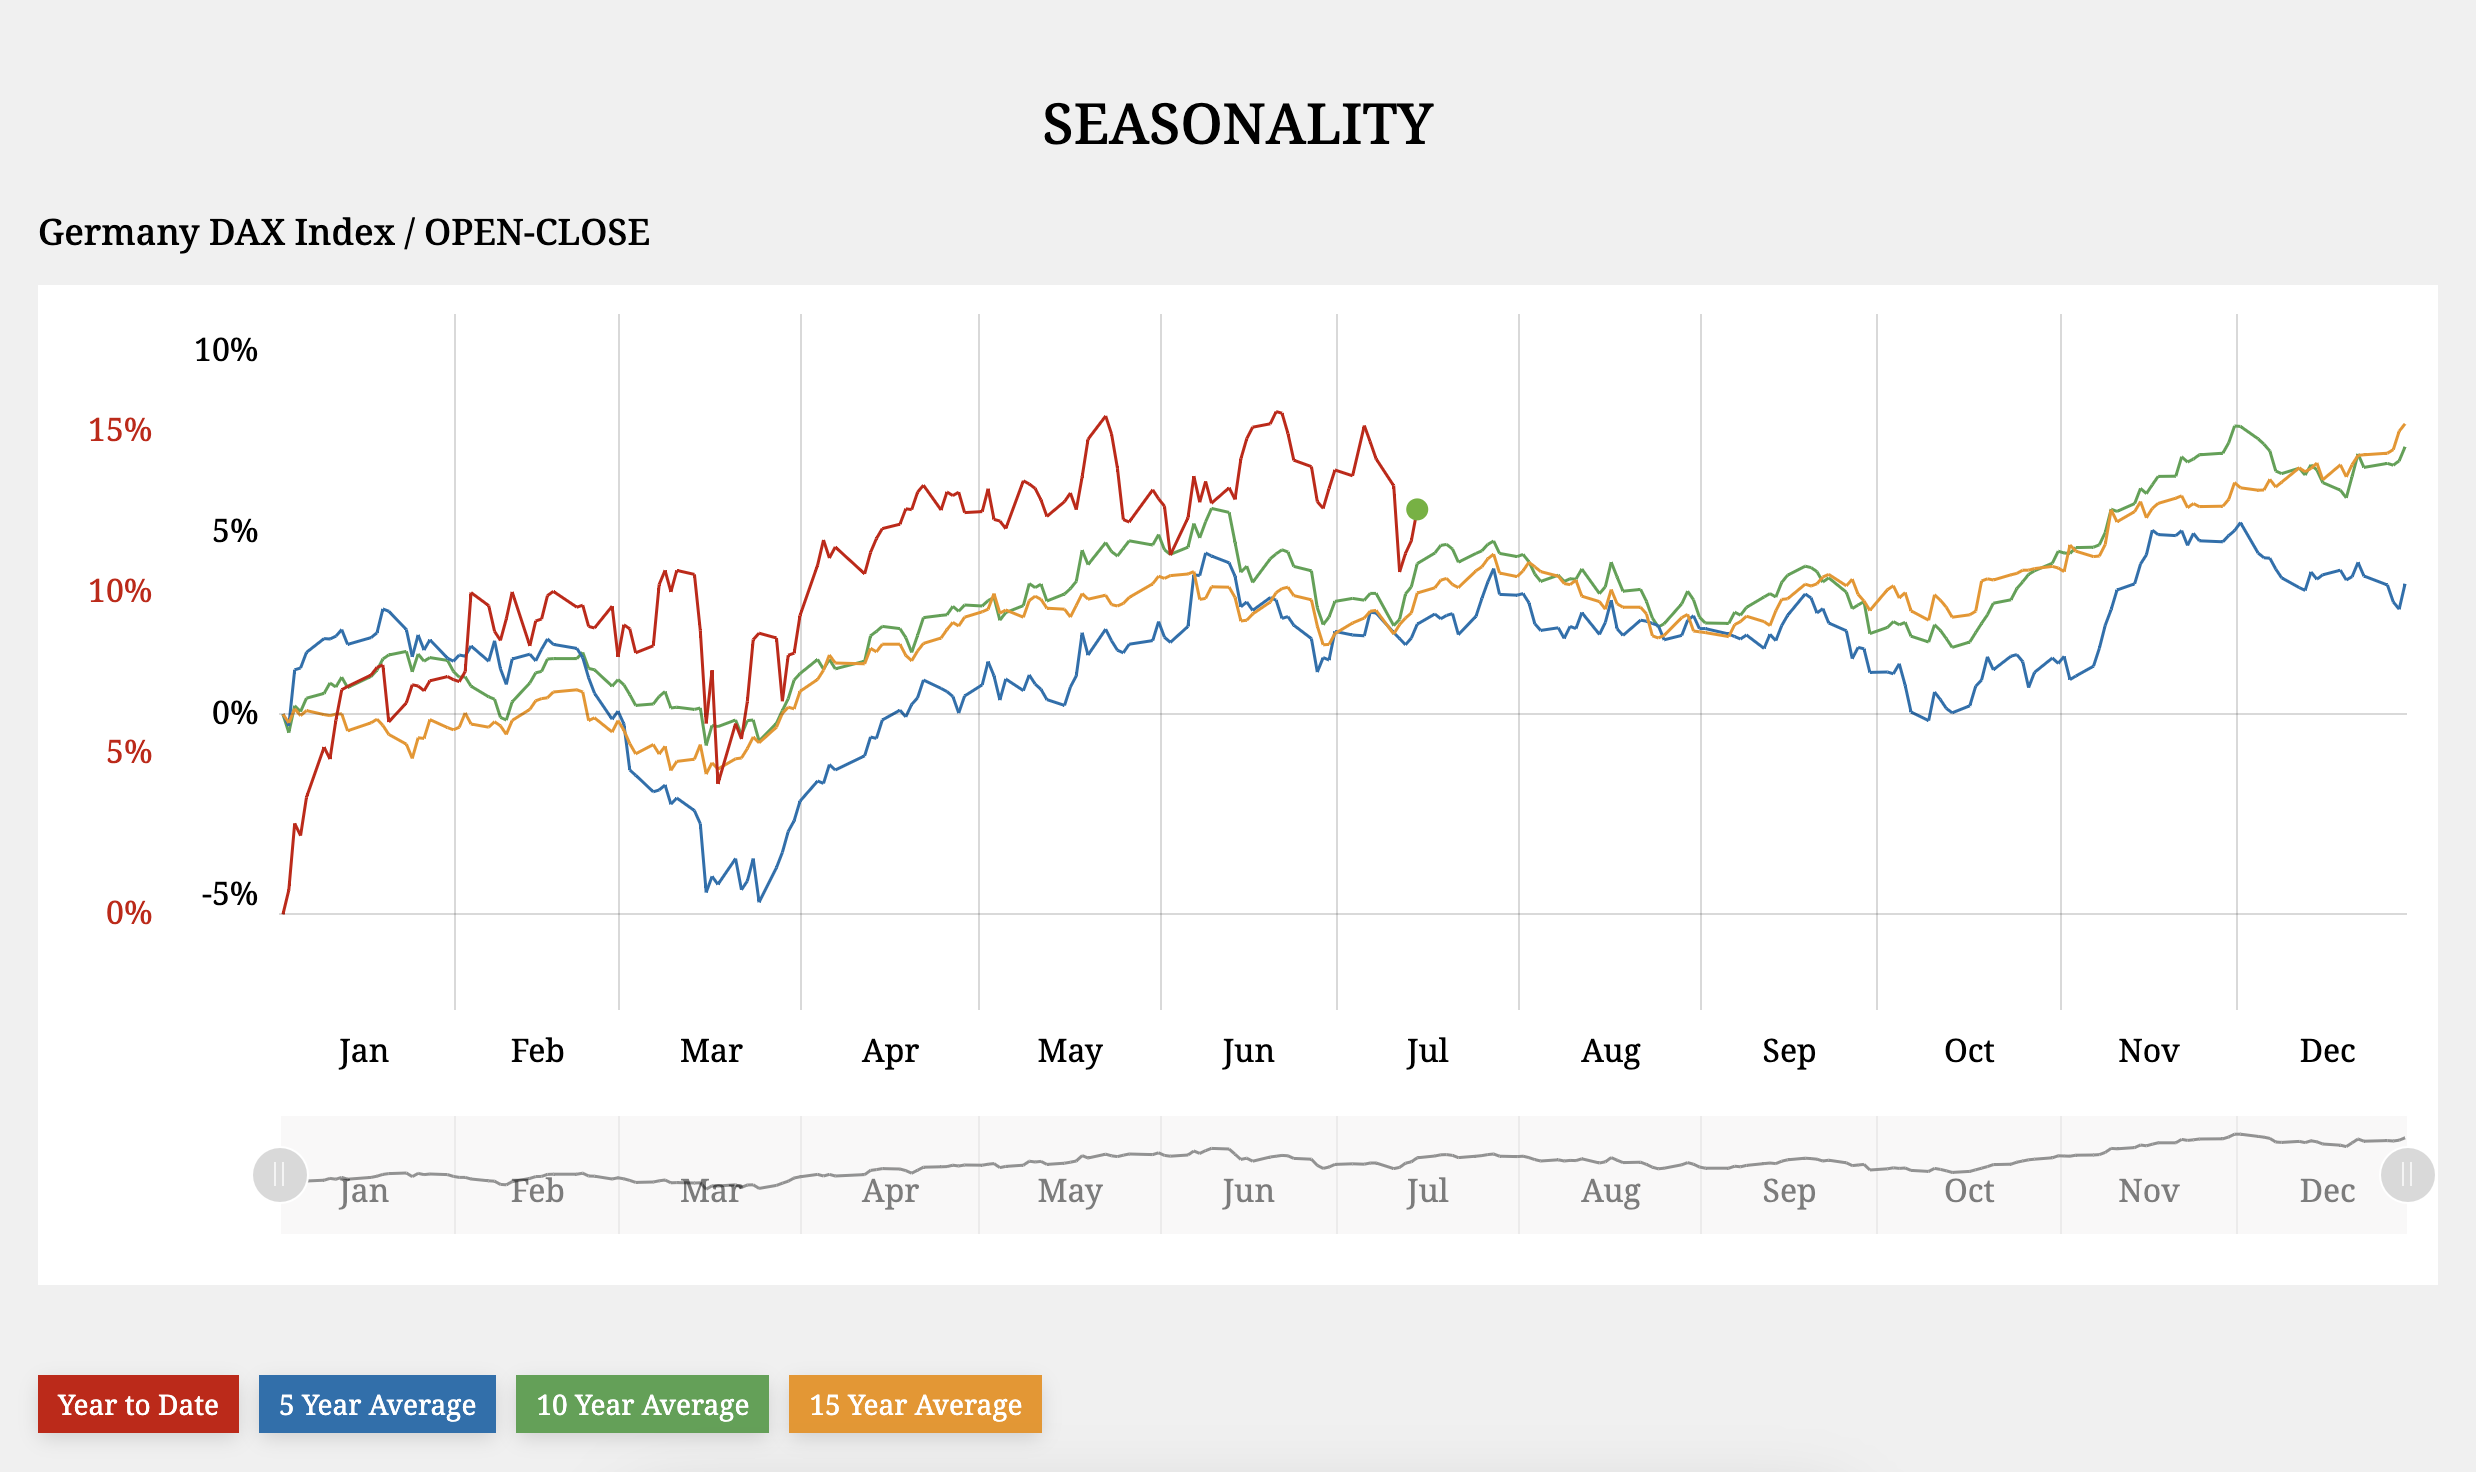 SEASONALITY
Germany DAX Index / OPEN-CLOSE
10%
15%
5%
10%
0%
5%
-5%
0%
Jan Feb Mar Apr May Jun Jul Aug Sep Oct Nov Dec
Jan Feb Mar Apr May Jun Jul Aug Sep Oct Nov Dec
Year to Date 5 Year Average 10 Year Average 15 Year Average